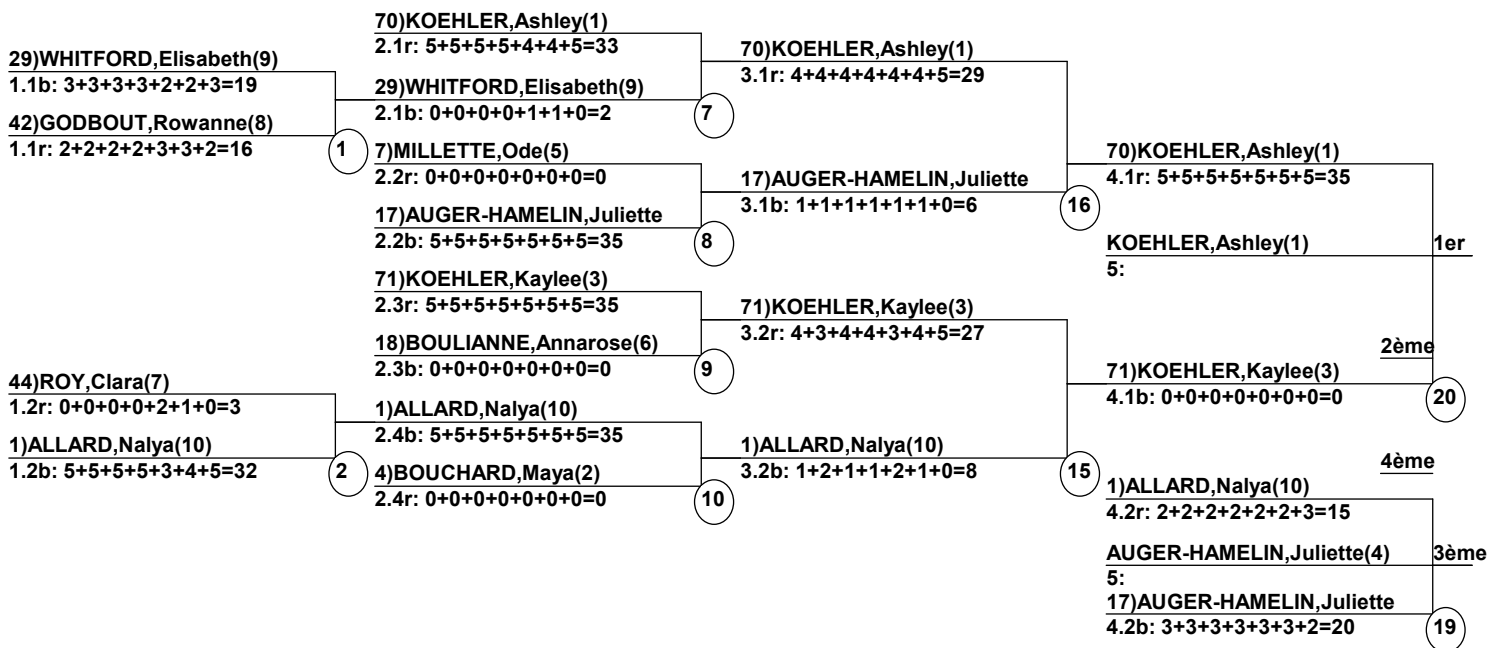 29)WHITFORD,Elisabeth(9)
1.1b: 3+3+3+3+2+2+3=19
42)GODBOUT,Rowanne(8)
1.1r: 2+2+2+2+3+3+2=16
1
44)ROY,Clara(7)
1.2r: 0+0+0+0+2+1+0=3
1)ALLARD,Nalya(10)
1.2b: 5+5+5+5+3+4+5=32
2
70)KOEHLER,Ashley(1)
2.1r: 5+5+5+5+4+4+5=33
29)WHITFORD,Elisabeth(9)
2.1b: 0+0+0+0+1+1+0=2
7
7)MILLETTE,Ode(5)
2.2r: 0+0+0+0+0+0+0=0
17)AUGER-HAMELIN,Juliette
2.2b: 5+5+5+5+5+5+5=35
8
71)KOEHLER,Kaylee(3)
2.3r: 5+5+5+5+5+5+5=35
18)BOULIANNE,Annarose(6)
2.3b: 0+0+0+0+0+0+0=0
9
1)ALLARD,Nalya(10)
2.4b: 5+5+5+5+5+5+5=35
4)BOUCHARD,Maya(2)
2.4r: 0+0+0+0+0+0+0=0
10
70)KOEHLER,Ashley(1)
3.1r: 4+4+4+4+4+4+5=29
17)AUGER-HAMELIN,Juliette
3.1b: 1+1+1+1+1+1+0=6
16
71)KOEHLER,Kaylee(3)
3.2r: 4+3+4+4+3+4+5=27
1)ALLARD,Nalya(10)
3.2b: 1+2+1+1+2+1+0=8
15
70)KOEHLER,Ashley(1)
4.1r: 5+5+5+5+5+5+5=35
KOEHLER,Ashley(1) 1er
5:
2ème
71)KOEHLER,Kaylee(3)
4.1b: 0+0+0+0+0+0+0=0
20
4ème
1)ALLARD,Nalya(10)
4.2r: 2+2+2+2+2+2+3=15
AUGER-HAMELIN,Juliette(4) 3ème
5:
17)AUGER-HAMELIN,Juliette
4.2b: 3+3+3+3+3+3+2=20
19